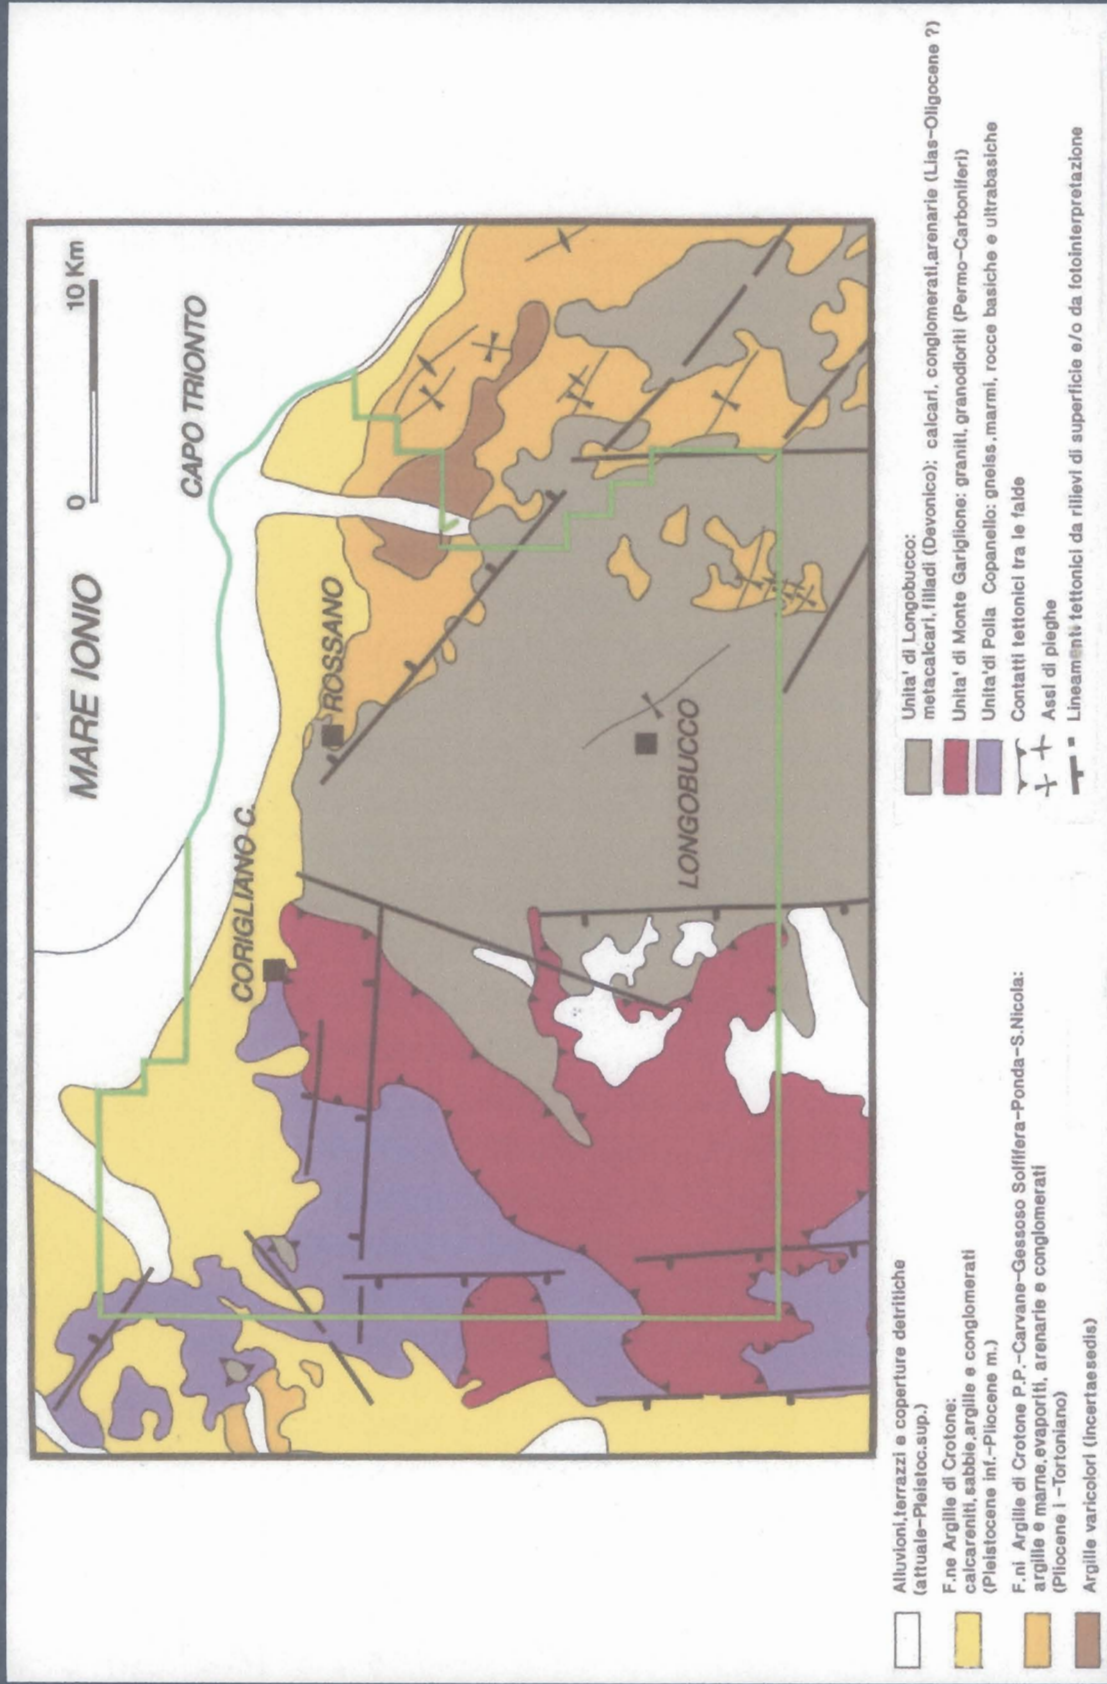 MARE IONIO
0 10 Km
CAPO TRIONTO
CORIGLIANO C.
ROSSANO
LONGOBUCCO
Alluvioni,terrazzi e coperture detritiche
(attuale-Pleistoc.sup.)
F.ne Argille di Crotone:
calcareniti,sabbie,argille e conglomerati
(Pleistocene inf.-Pliocene m.)
F.ni Argille di Crotone P.P.-Carvane-Gessoso Solfifera-Ponda-S.Nicola:
argille e marne,evaporiti, arenarie e conglomerati
(Pliocene i -Tortoniano)
Argille varicolori (incertaesedis)
Unita' di Longobucco:
metacalcari,filladi (Devonico); calcari, conglomerati,arenarie (Lias-Oligocene ?)
Unita' di Monte Gariglione: graniti, granodioriti (Permo-Carboniferi)
Unita'di Polia Copanello: gneiss,marmi, rocce basiche e ultrabasiche
Contatti tettonici tra le falde
Assi di pieghe
Lineamenti tettonici da rilievi di superficie e/o da fotointerpretazione